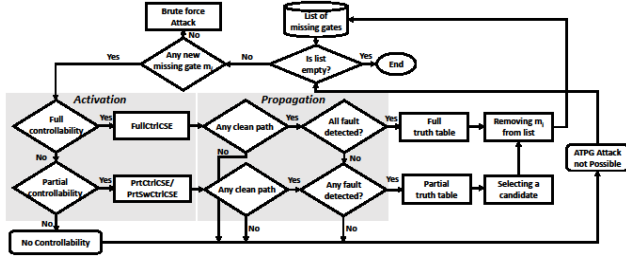 Brute force
Attack
List of
missing gates
No
Yes
Any new
missing gate mᵢ
No
Is list
empty?
Yes
End
Activation
Propagation
Full
controllability
Yes
FullCtrlCSE
Any clean path
Yes
All fault
detected?
Yes
Full
truth table
Removing mᵢ
from list
No
No
No
ATPG Attack
not Possible
Partial
controllability
Yes
PrtCtrlCSE/
PrtSwCtrlCSE
Any clean path
Yes
Any fault
detected?
Yes
Partial
truth table
Selecting a
candidate
No
No
No
No Controllability